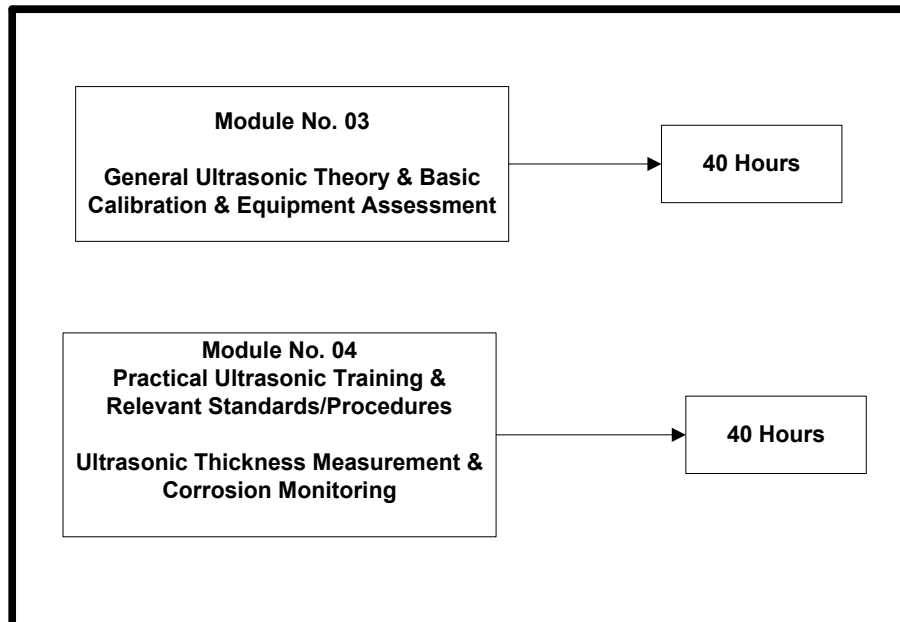 Module No. 03
General Ultrasonic Theory & Basic
Calibration & Equipment Assessment
40 Hours
Module No. 04
Practical Ultrasonic Training &
Relevant Standards/Procedures
Ultrasonic Thickness Measurement &
Corrosion Monitoring
40 Hours